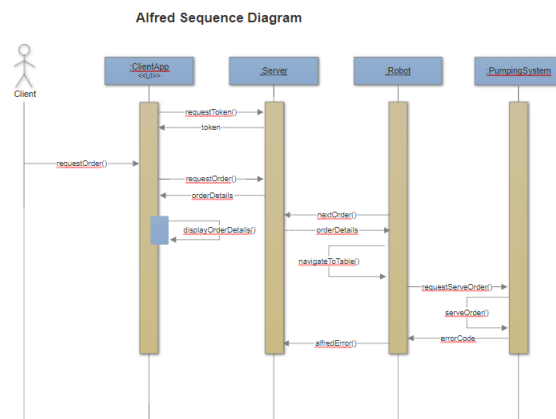 Alfred Sequence Diagram
:ClientApp
<<UI>>
:Server
:Robot
:PumpingSystem
Client
requestToken()
token
requestOrder()
requestOrder()
orderDetails
nextOrder()
displayOrderDetails()
orderDetails
navigateToTable()
requestServeOrder()
serveOrder()
errorCode
alfredError()